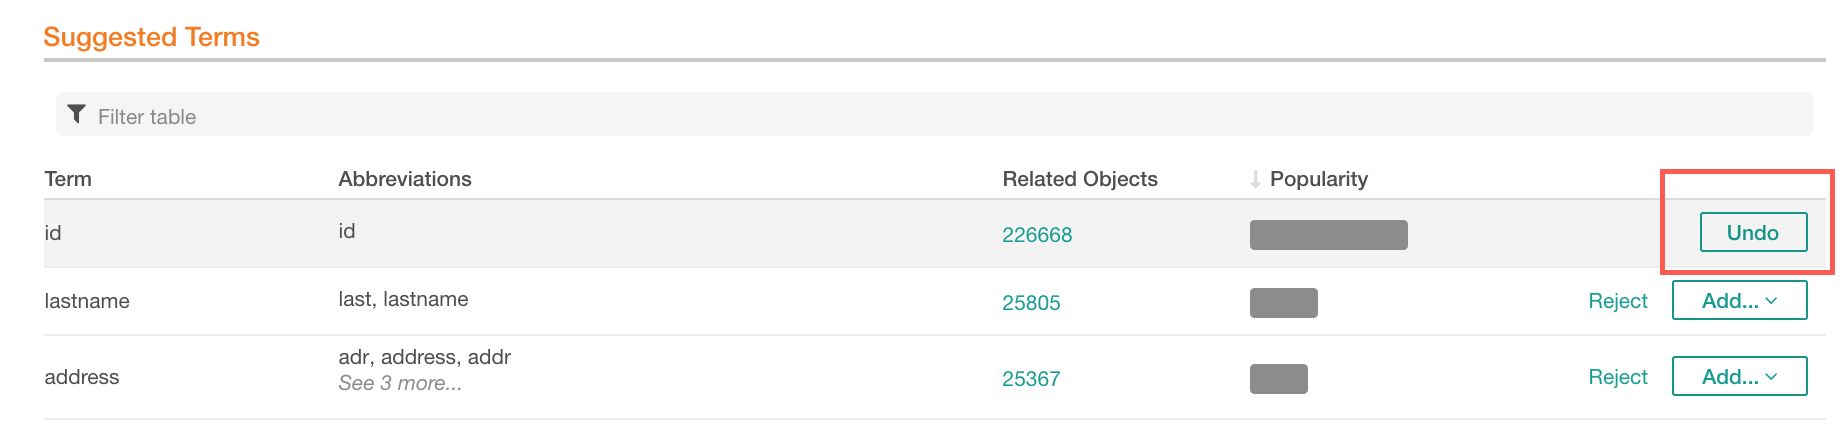 Suggested Terms
Filter table
Term Abbreviations Related Objects Popularity
id id 226668 Undo
lastname last, lastname 25805 Reject Add...
address adr, address, addr 25367 Reject Add...
See 3 more...